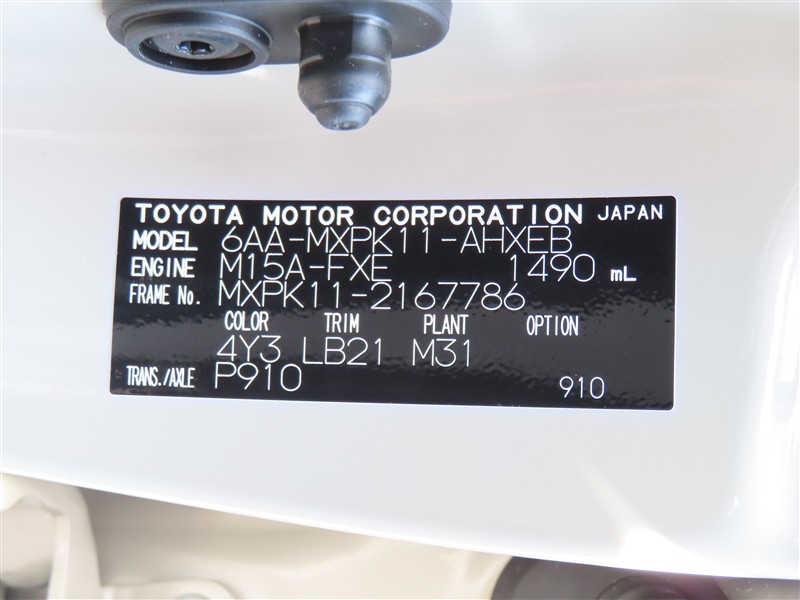 TOYOTA MOTOR CORPORATION JAPAN
MODEL 6AA-MXPK11-AHXEB
ENGINE M15A-FXE 1490 mL
FRAME No. MXPK11-2167786
COLOR TRIM PLANT OPTION
4Y3 LB21 M31
TRANS./AXLE P910 910